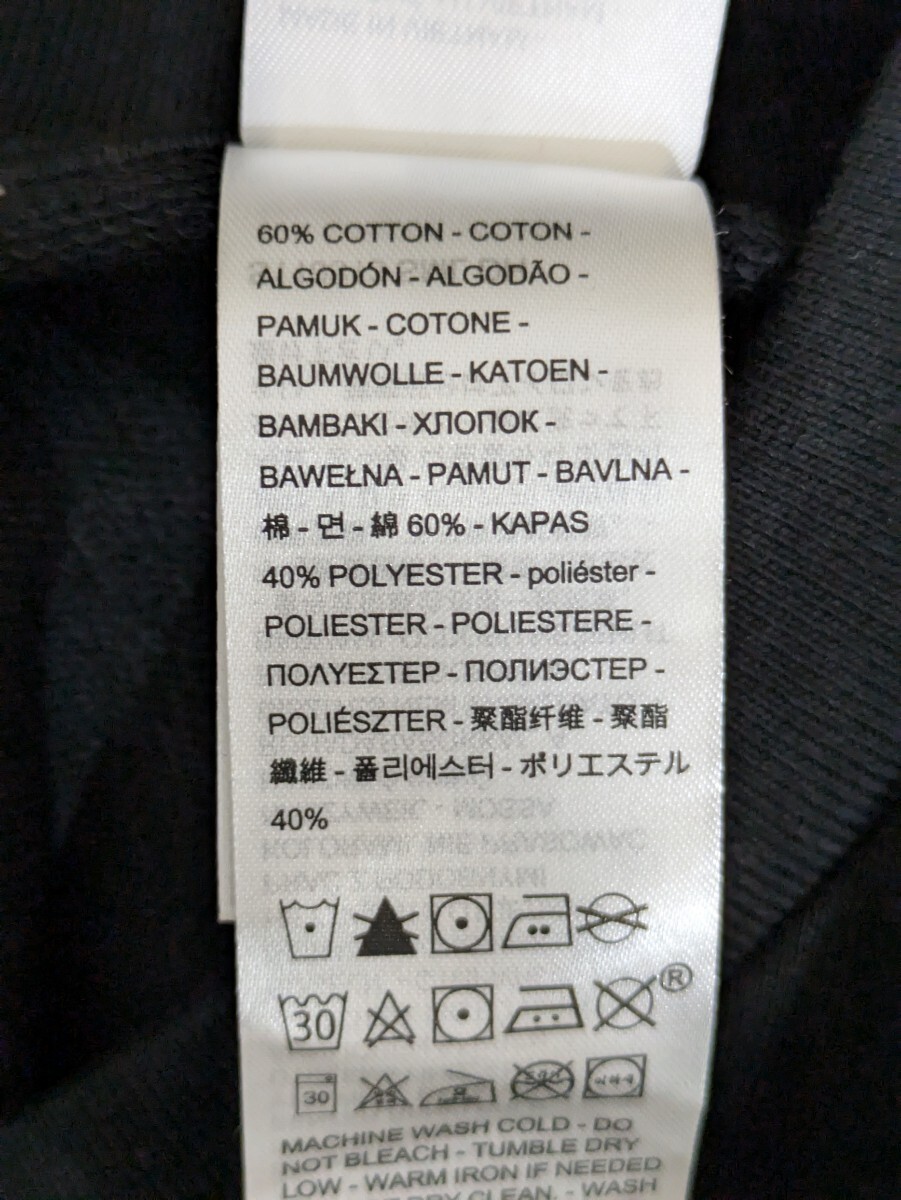 60% COTTON - COTON -
ALGODÓN - ALGODÃO -
PAMUK - COTONE -
BAUMWOLLE - KATOEN -
BAMBAKI - ХЛОПОК -
BAWEŁNA - PAMUT - BAVLNA -
棉 - 면 - 綿 60% - KAPAS
40% POLYESTER - poliéster -
POLIESTER - POLIESTERE -
ΠΟΛΥΕΣΤΕΡ - ПОЛИЭСТЕР -
POLIÉSZTER - 聚酯纤维 - 聚酯
纖維 - 폴리에스터 - ポリエステル
40%
30
®
30
MACHINE WASH COLD - DO
NOT BLEACH - TUMBLE DRY
LOW - WARM IRON IF NEEDED
DRY CLEAN. - WASH